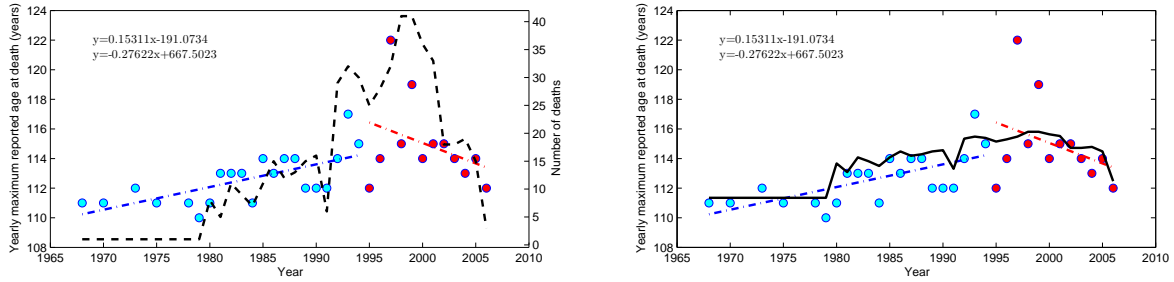 Yearly maximum reported age at death (years)
124
122
120
118
116
114
112
110
108
y=0.15311x-191.0734
y=-0.27622x+667.5023
40
35
30
25
20
15
10
5
0
Number of deaths
1965 1970 1975 1980 1985 1990 1995 2000 2005 2010
Year
Yearly maximum reported age at death (years)
124
122
120
118
116
114
112
110
108
y=0.15311x-191.0734
y=-0.27622x+667.5023
1965 1970 1975 1980 1985 1990 1995 2000 2005 2010
Year